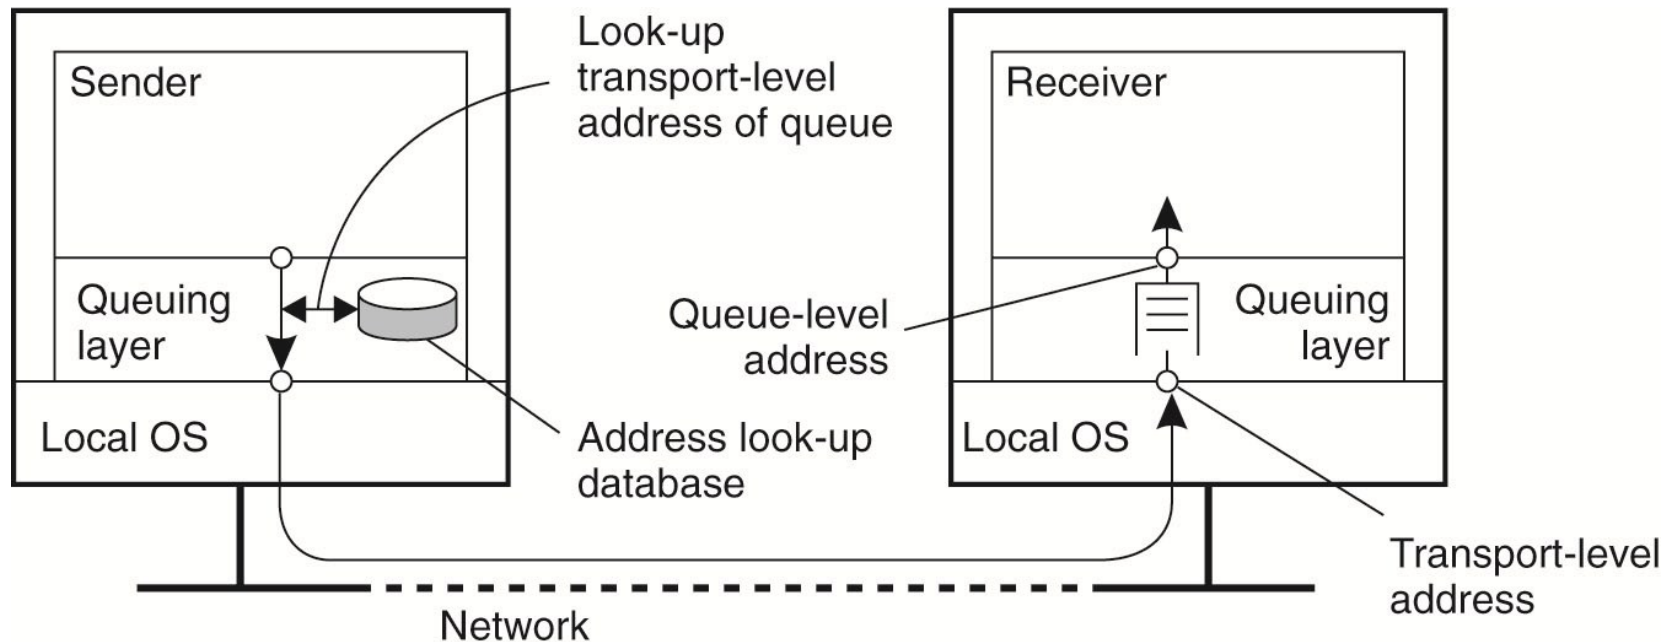 Sender
Look-up
transport-level
address of queue
Receiver
Queuing
layer
Queue-level
address
Queuing
layer
Local OS
Address look-up
database
Local OS
Transport-level
address
Network